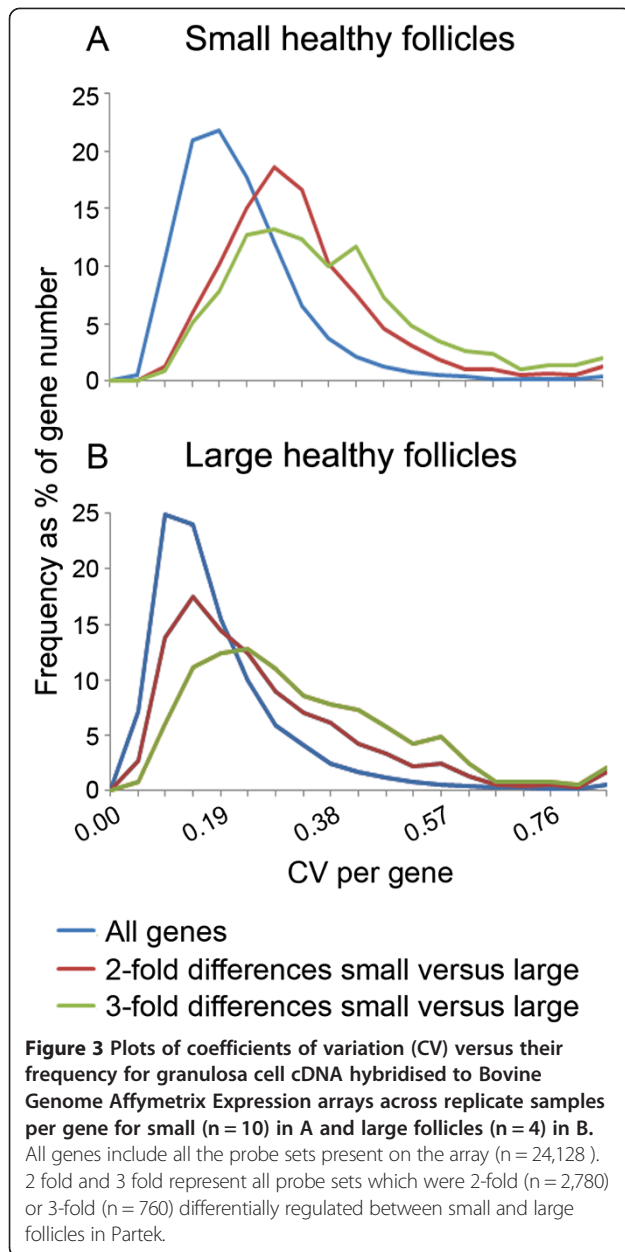 A Small healthy follicles
25
20
15
10
5
0
Frequency as % of gene number
B Large healthy follicles
25
20
15
10
5
0
0.00 0.19 0.38 0.57 0.76
CV per gene
All genes
2-fold differences small versus large
3-fold differences small versus large
Figure 3 Plots of coefficients of variation (CV) versus their
frequency for granulosa cell cDNA hybridised to Bovine
Genome Affymetrix Expression arrays across replicate samples
per gene for small (n = 10) in A and large follicles (n = 4) in B.
All genes include all the probe sets present on the array (n = 24,128 ).
2 fold and 3 fold represent all probe sets which were 2-fold (n = 2,780)
or 3-fold (n = 760) differentially regulated between small and large
follicles in Partek.